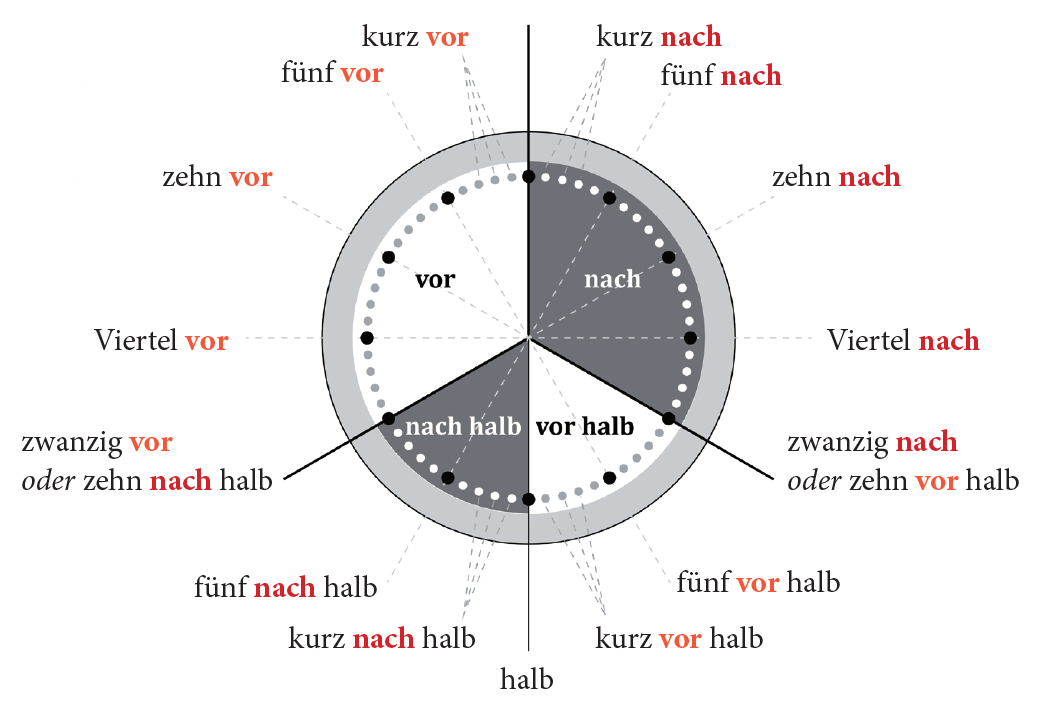 kurz vor
kurz nach
fünf vor
fünf nach
zehn vor
zehn nach
vor
nach
Viertel vor
Viertel nach
nach halb
vor halb
zwanzig vor
oder zehn nach halb
zwanzig nach
oder zehn vor halb
fünf nach halb
fünf vor halb
kurz nach halb
kurz vor halb
halb